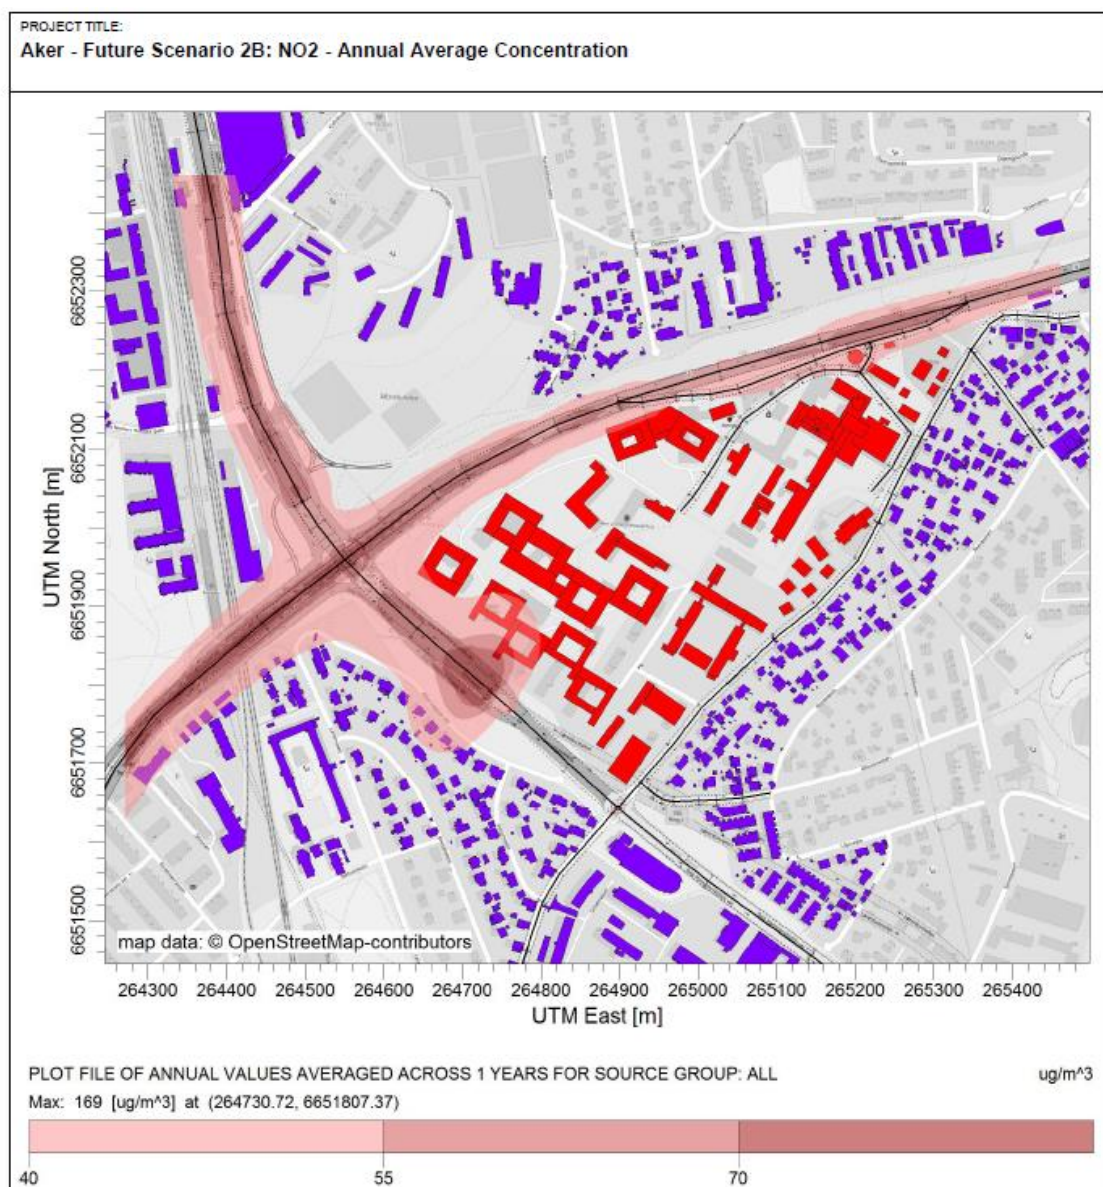 PROJECT TITLE:
Aker - Future Scenario 2B: NO2 - Annual Average Concentration
UTM North [m]
6652300
6652100
6651900
6651700
6651500
map data: © OpenStreetMap-contributors
264300 264400 264500 264600 264700 264800 264900 265000 265100 265200 265300 265400
UTM East [m]
PLOT FILE OF ANNUAL VALUES AVERAGED ACROSS 1 YEARS FOR SOURCE GROUP: ALL ug/m^3
Max: 169 [ug/m^3] at (264730.72, 6651807.37)
40 55 70